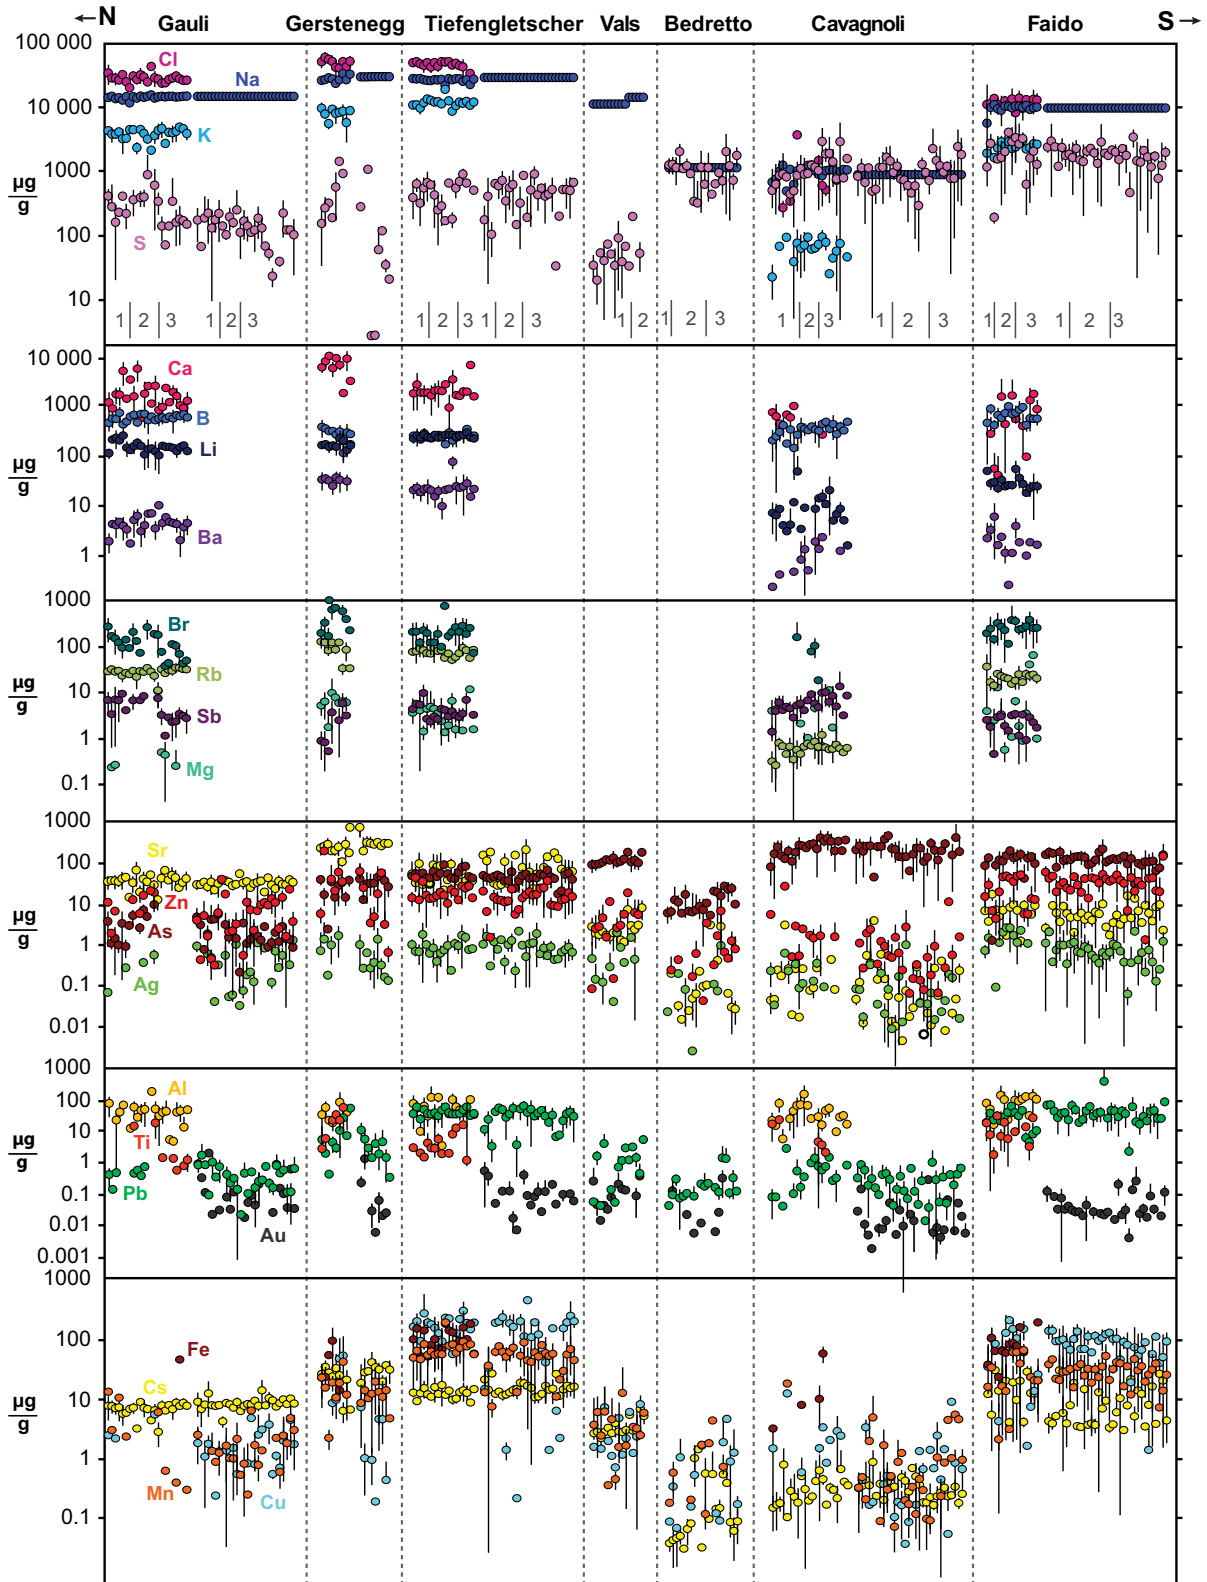 ←N Gauli Gerstenegg Tiefengletscher Vals Bedretto Cavagnoli Faido S→
100 000
Cl
Na
10 000
K
1000
µg
g
100
S
10
1 2 3 1 2 3 1 2 3 1 2 3 1 2 1 2 3 1 2 3 1 2 3 1 2 3 1 2 3
10 000
Ca
1000
B
Li
100
µg
g
10
Ba
1
1000
Br
100
Rb
µg
g
10
Sb
1
Mg
0.1
1000
Sr
100
Zn
10
As
µg
g
1
Ag
0.1
0.01
1000
Al
100
10
Ti
µg
g
1
Pb
0.1
0.01
Au
0.001
1000
100
Fe
Cs
10
µg
g
1
Mn
Cu
0.1